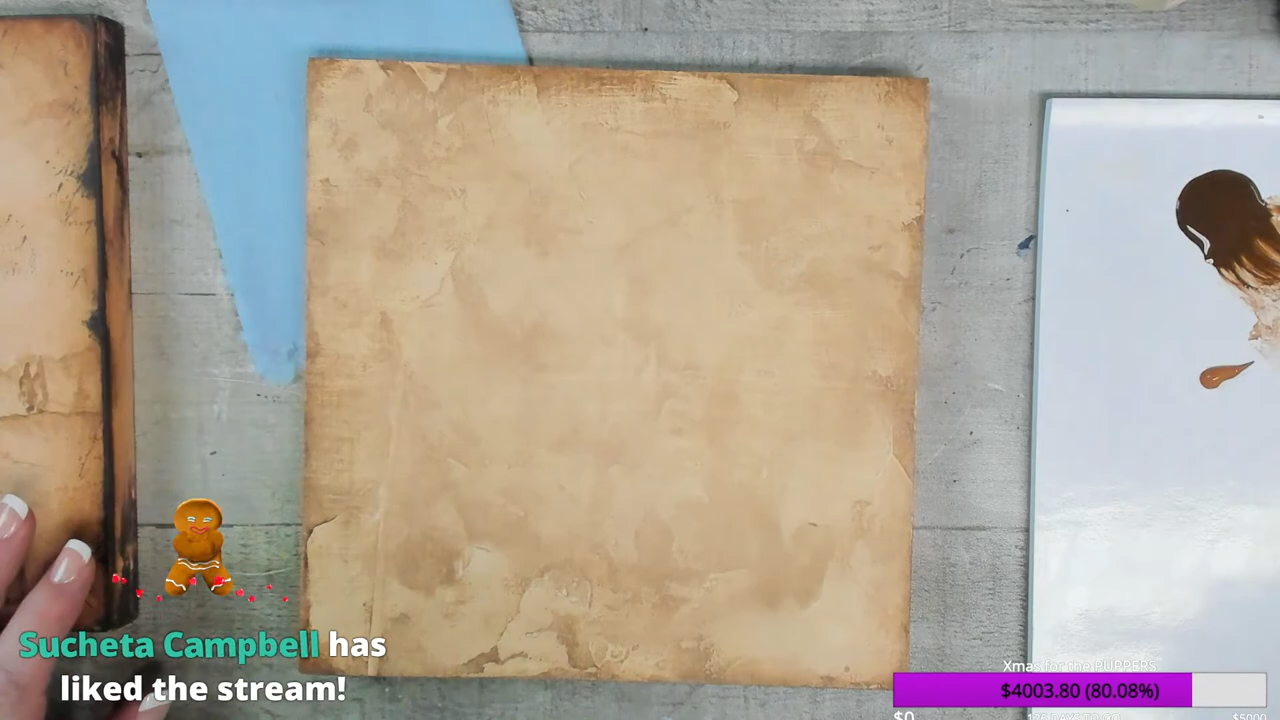 Sucheta Campbell has
liked the stream!
Xmas for the PUPPERS
$4003.80 (80.08%)
$0
$5000